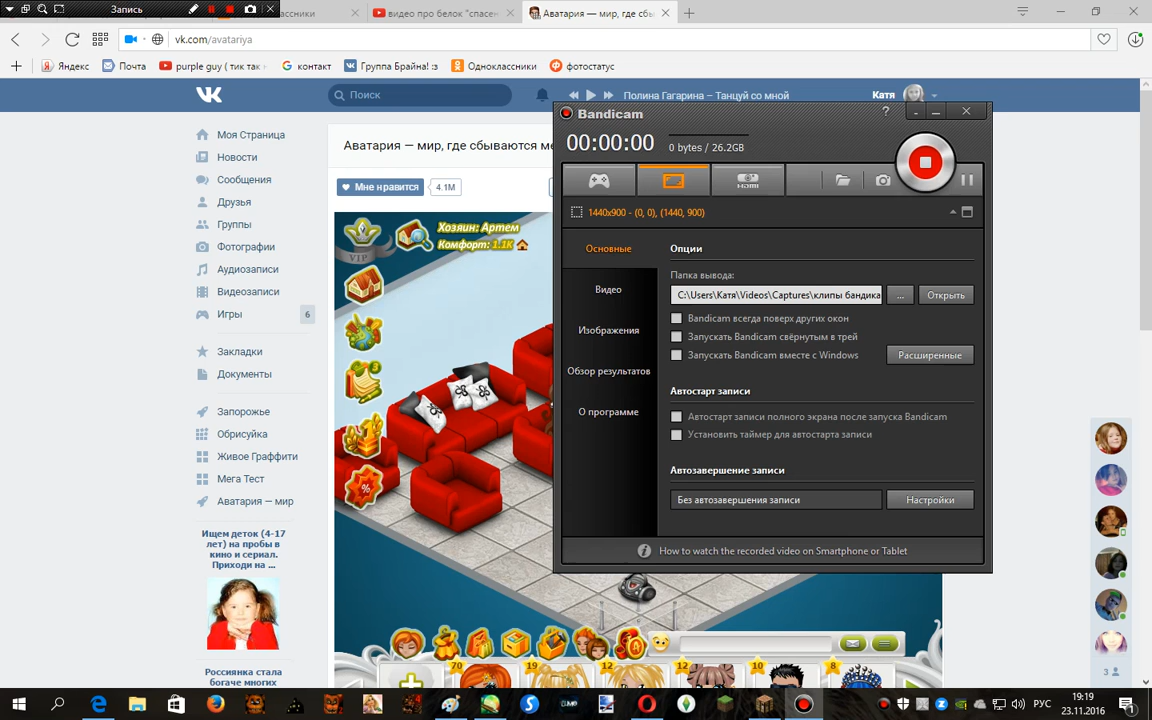 Запись
ссники
видео про белок "спасен
Аватария — мир, где сбы
vk.com/avatariya
Яндекс
Почта
purple guy ( тик так
контакт
Группа Брайна! :з
Одноклассники
фотостатус
Поиск
Полина Гагарина – Танцуй со мной
Катя
Моя Страница
Новости
Сообщения
Друзья
Группы
Фотографии
Аудиозаписи
Видеозаписи
Игры
6
Закладки
Документы
Запорожье
Обрисуйка
Живое Граффити
Мега Тест
Аватария — мир
Ищем деток (4-17
лет) на пробы в
кино и сериал.
Приходи на ...
Россиянка стала
богаче многих
Аватария — мир, где сбываются ме
Мне нравится
4.1M
VIP
Хозяин: Артем
Комфорт: 1.1K
3
%
70
19
12
12
10
8
Bandicam
?
00:00:00
0 bytes / 26.2GB
HDMI
1440x900 - (0, 0), (1440, 900)
Основные
Видео
Изображения
Обзор результатов
О программе
Опции
Папка вывода:
C:\Users\Катя\Videos\Captures\клипы бандика
...
Открыть
Bandicam всегда поверх других окон
Запускать Bandicam свёрнутым в трей
Запускать Bandicam вместе с Windows
Расширенные
Автостарт записи
Автостарт записи полного экрана после запуска Bandicam
Установить таймер для автостарта записи
Автозавершение записи
Без автозавершения записи
Настройки
How to watch the recorded video on Smartphone or Tablet
3
РУС
19:19
23.11.2016
1